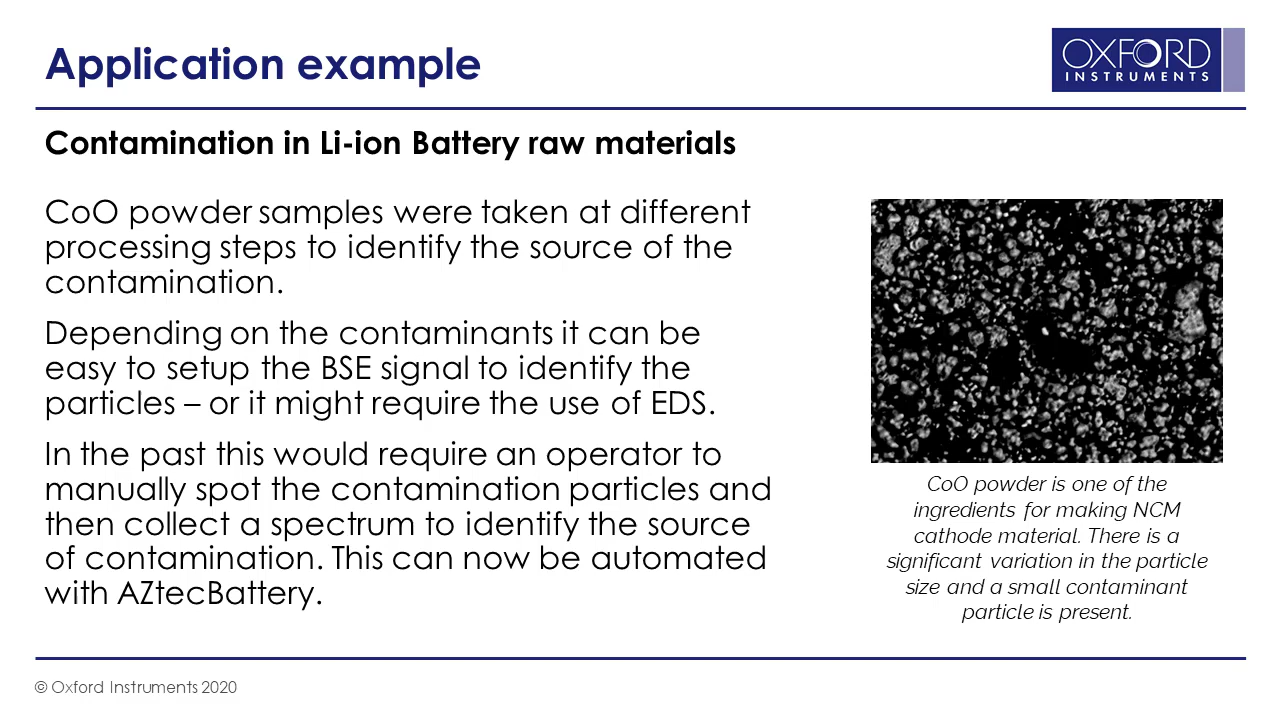 Application example
OXFORD
INSTRUMENTS
Contamination in Li-ion Battery raw materials
CoO powder samples were taken at different
processing steps to identify the source of the
contamination.
Depending on the contaminants it can be
easy to setup the BSE signal to identify the
particles – or it might require the use of EDS.
In the past this would require an operator to
manually spot the contamination particles and
then collect a spectrum to identify the source
of contamination. This can now be automated
with AZtecBattery.
CoO powder is one of the
ingredients for making NCM
cathode material. There is a
significant variation in the particle
size and a small contaminant
particle is present.
© Oxford Instruments 2020